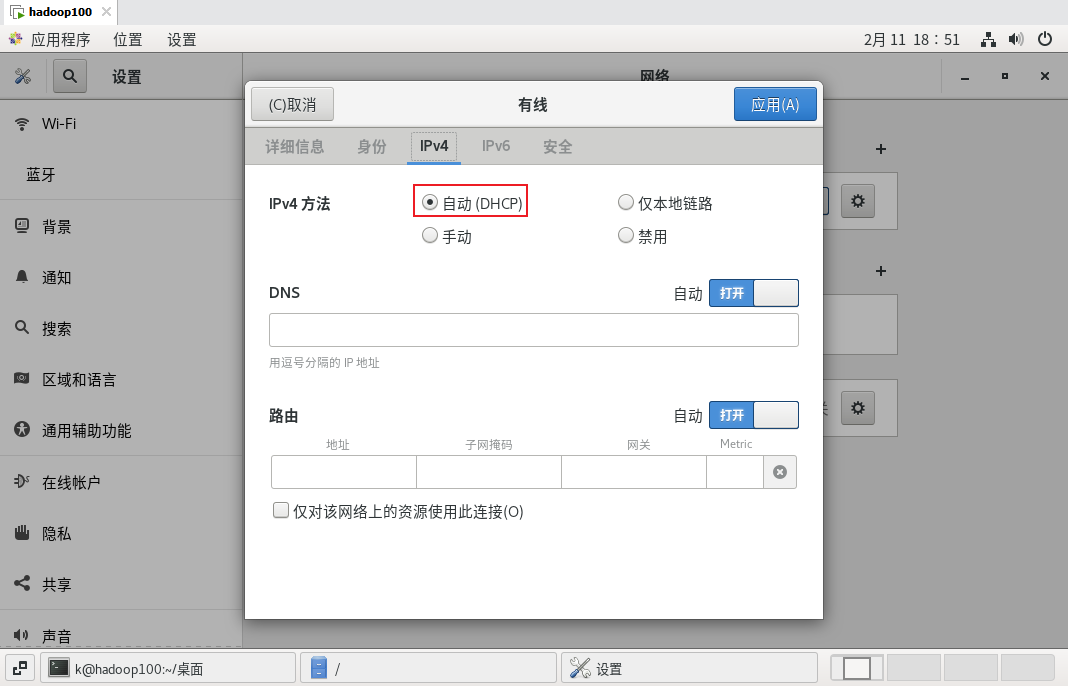 hadoop100
应用程序 位置 设置 2月 11 18：51
设置 网络
(C)取消 有线 应用(A)
详细信息 身份 IPv4 IPv6 安全
Wi-Fi
蓝牙
背景
通知
搜索
区域和语言
通用辅助功能
在线帐户
隐私
共享
声音
IPv4 方法 自动 (DHCP) 仅本地链路
手动 禁用
DNS 自动 打开
用逗号分隔的 IP 地址
路由 自动 打开
地址 子网掩码 网关 Metric
仅对该网络上的资源使用此连接(O)
k@hadoop100:~/桌面 / 设置